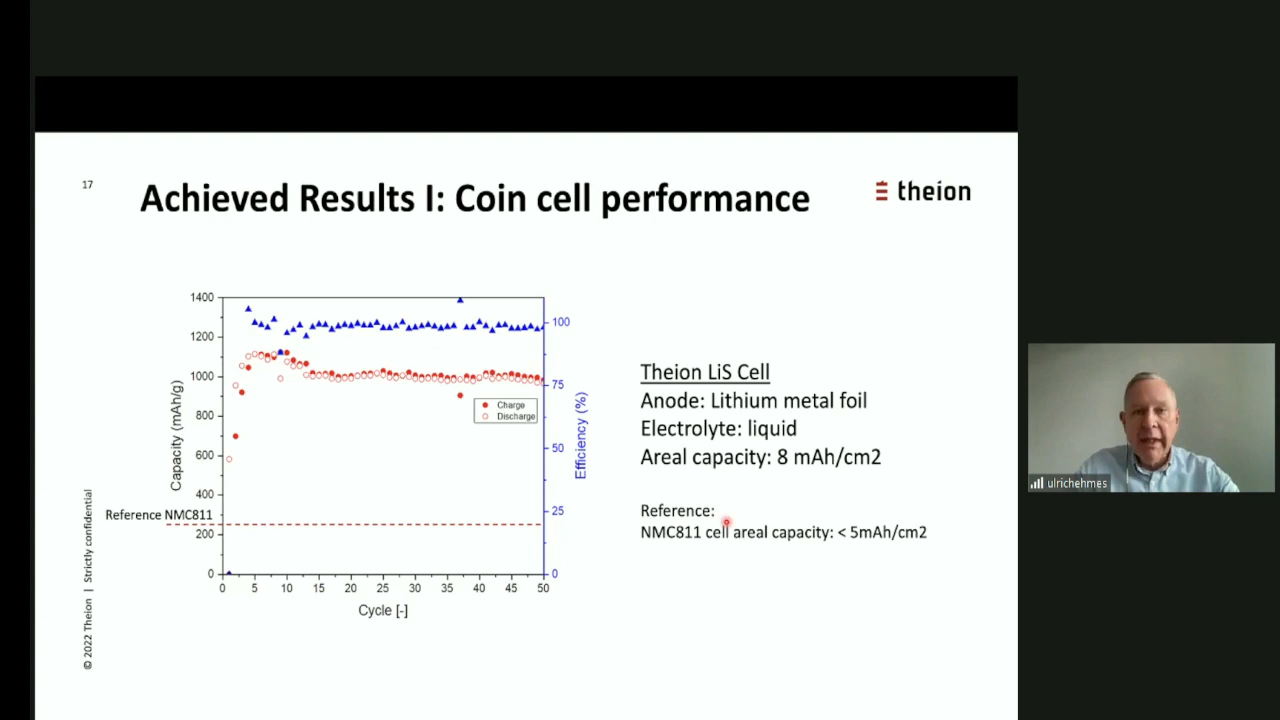 17
Achieved Results I: Coin cell performance
theion
1400
1200
1000
800
600
400
200
0
Capacity (mAh/g)
Reference NMC811
100
75
50
25
0
Efficiency (%)
Charge
Discharge
0 5 10 15 20 25 30 35 40 45 50
Cycle [-]
Theion LiS Cell
Anode: Lithium metal foil
Electrolyte: liquid
Areal capacity: 8 mAh/cm2
Reference:
NMC811 cell areal capacity: < 5mAh/cm2
© 2022 Theion | Strictly confidential
ulrichehmes